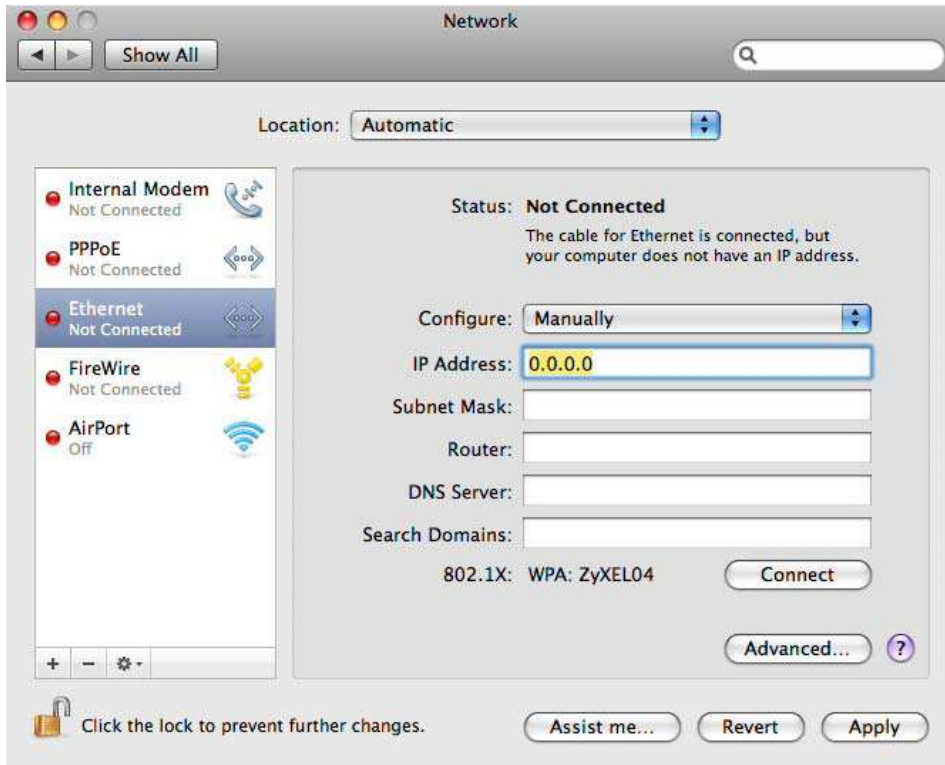 Network
Show All
Location: Automatic
Internal Modem
Not Connected
PPPoE
Not Connected
Ethernet
Not Connected
FireWire
Not Connected
AirPort
Off
Status: Not Connected
The cable for Ethernet is connected, but
your computer does not have an IP address.
Configure: Manually
IP Address: 0.0.0.0
Subnet Mask:
Router:
DNS Server:
Search Domains:
802.1X: WPA: ZyXEL04 Connect
Advanced... ?
Click the lock to prevent further changes.
Assist me... Revert Apply